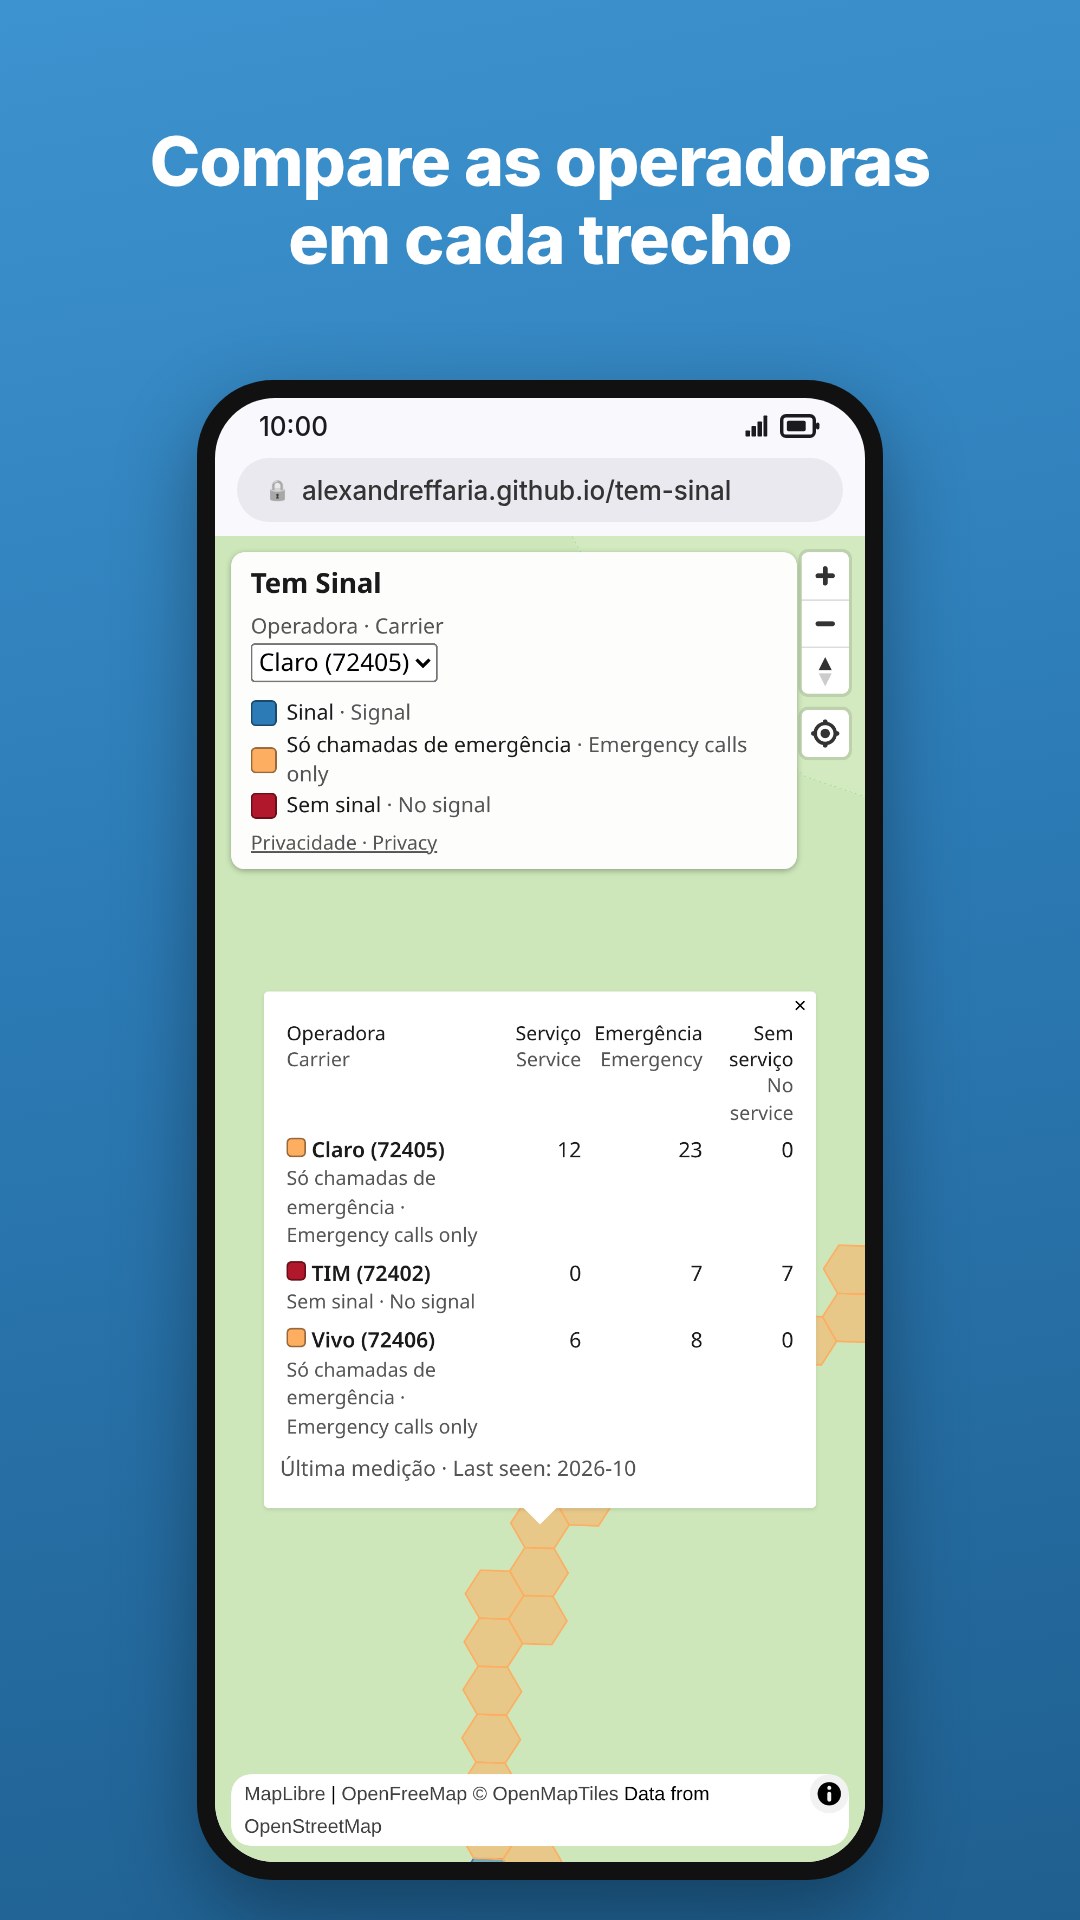 Compare as operadoras
em cada trecho
10:00
alexandreffaria.github.io/tem-sinal
Tem Sinal
Operadora · Carrier
Claro (72405)
Sinal · Signal
Só chamadas de emergência · Emergency calls
only
Sem sinal · No signal
Privacidade · Privacy
×
Operadora Serviço Emergência Sem
Carrier Service Emergency serviço
No
service
Claro (72405) 12 23 0
Só chamadas de
emergência ·
Emergency calls only
TIM (72402) 0 7 7
Sem sinal · No signal
Vivo (72406) 6 8 0
Só chamadas de
emergência ·
Emergency calls only
Última medição · Last seen: 2026-10
MapLibre | OpenFreeMap © OpenMapTiles Data from
OpenStreetMap